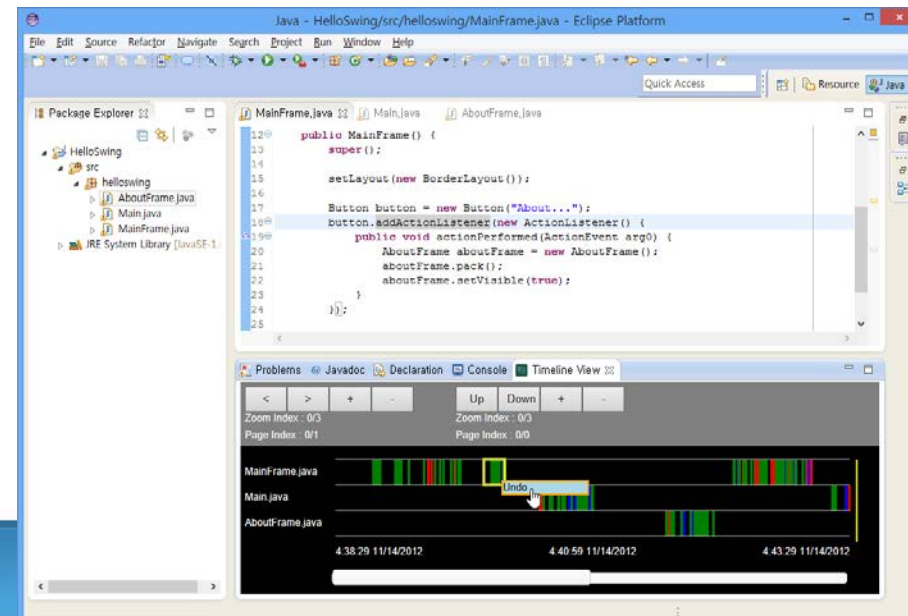 Java - HelloSwing/src/helloswing/MainFrame.java - Eclipse Platform
File Edit Source Refactor Navigate Search Project Run Window Help
Quick Access Resource Java
Package Explorer
HelloSwing
src
helloswing
AboutFrame.java
Main.java
MainFrame.java
JRE System Library [JavaSE-1.
MainFrame.java Main.java AboutFrame.java
12 public MainFrame() {
13 super();
14
15 setLayout(new BorderLayout());
16
17 Button button = new Button("About...");
18 button.addActionListener(new ActionListener() {
19 public void actionPerformed(ActionEvent arg0) {
20 AboutFrame aboutFrame = new AboutFrame();
21 aboutFrame.pack();
22 aboutFrame.setVisible(true);
23 }
24 });
25
Problems Javadoc Declaration Console Timeline View
< > + - Up Down + -
Zoom Index : 0/3 Zoom Index : 0/3
Page Index : 0/1 Page Index : 0/0
MainFrame.java
Undo
Main.java
AboutFrame.java
4:38:29 11/14/2012 4:40:59 11/14/2012 4:43:29 11/14/2012